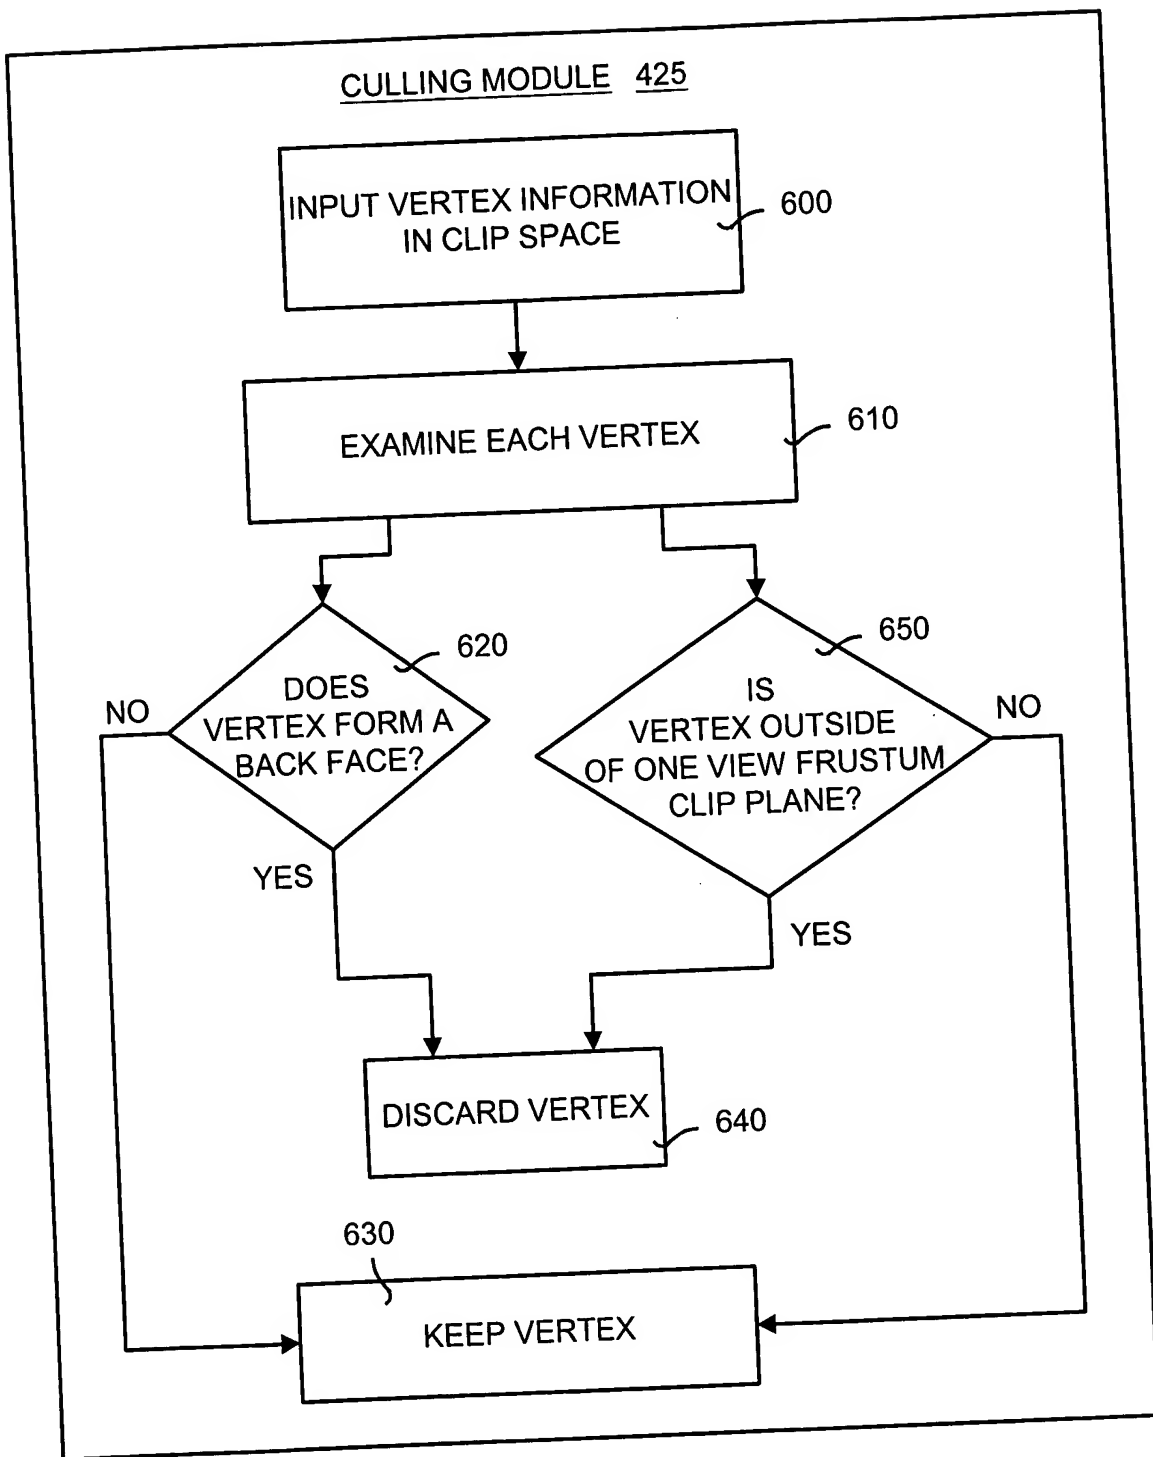 CULLING MODULE 425
INPUT VERTEX INFORMATION
IN CLIP SPACE
600
EXAMINE EACH VERTEX
610
620
DOES
VERTEX FORM A
BACK FACE?
NO
YES
650
IS
VERTEX OUTSIDE
OF ONE VIEW FRUSTUM
CLIP PLANE?
NO
YES
DISCARD VERTEX
640
630
KEEP VERTEX